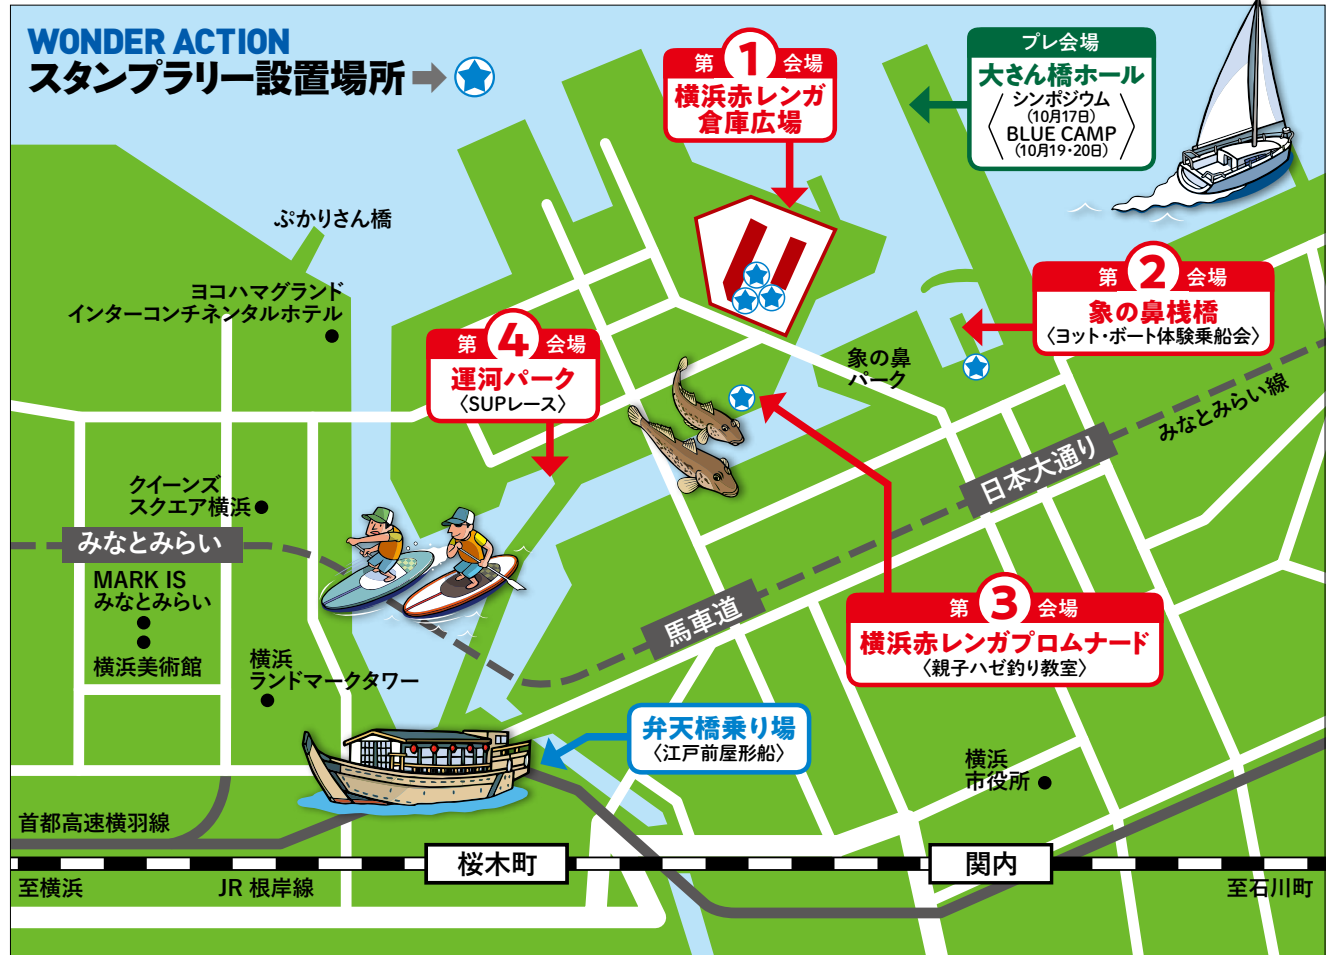 WONDER ACTION
スタンプラリー設置場所
第1会場
横浜赤レンガ
倉庫広場
プレ会場
大さん橋ホール
〈シンポジウム
(10月17日)
BLUE CAMP
(10月19・20日)〉
ぷかりさん橋
ヨコハマグランド
インターコンチネンタルホテル
第2会場
象の鼻桟橋
〈ヨット・ボート体験乗船会〉
第4会場
運河パーク
〈SUPレース〉
象の鼻
パーク
みなとみらい線
日本大通り
クイーンズ
スクエア横浜
みなとみらい
MARK IS
みなとみらい
横浜美術館
横浜
ランドマークタワー
馬車道
第3会場
横浜赤レンガプロムナード
〈親子ハゼ釣り教室〉
弁天橋乗り場
〈江戸前屋形船〉
横浜
市役所
首都高速横羽線
桜木町
関内
至横浜
JR 根岸線
至石川町